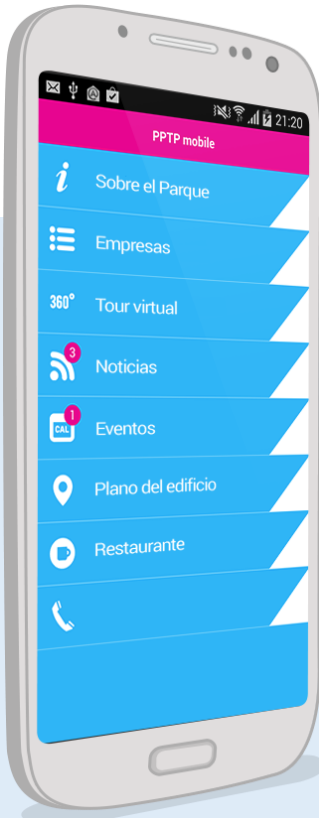 21:20
PPTP mobile
Sobre el Parque
Empresas
360° Tour virtual
3
Noticias
1
CAL Eventos
Plano del edificio
Restaurante